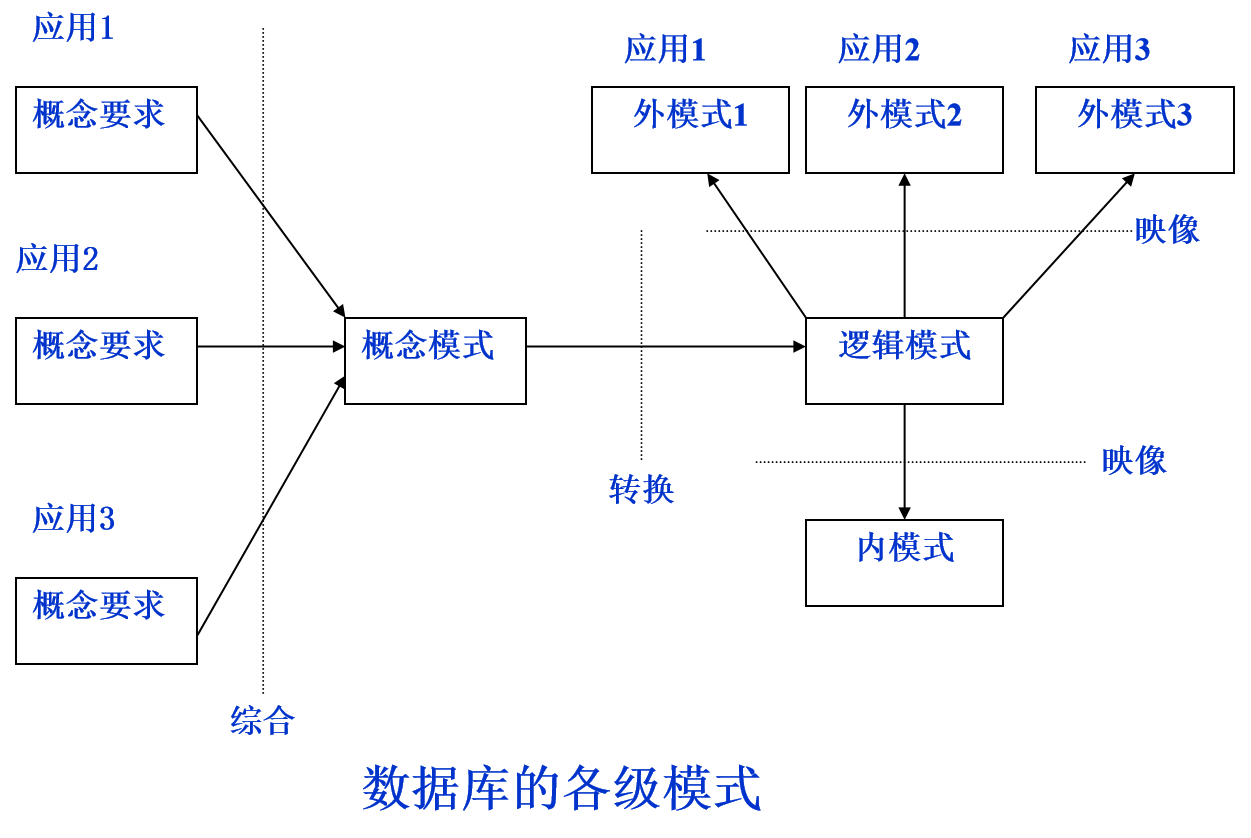 应用1
概念要求
应用2
概念要求
应用3
概念要求
综合
概念模式
转换
应用1
应用2
应用3
外模式1
外模式2
外模式3
映像
逻辑模式
映像
内模式
数据库的各级模式